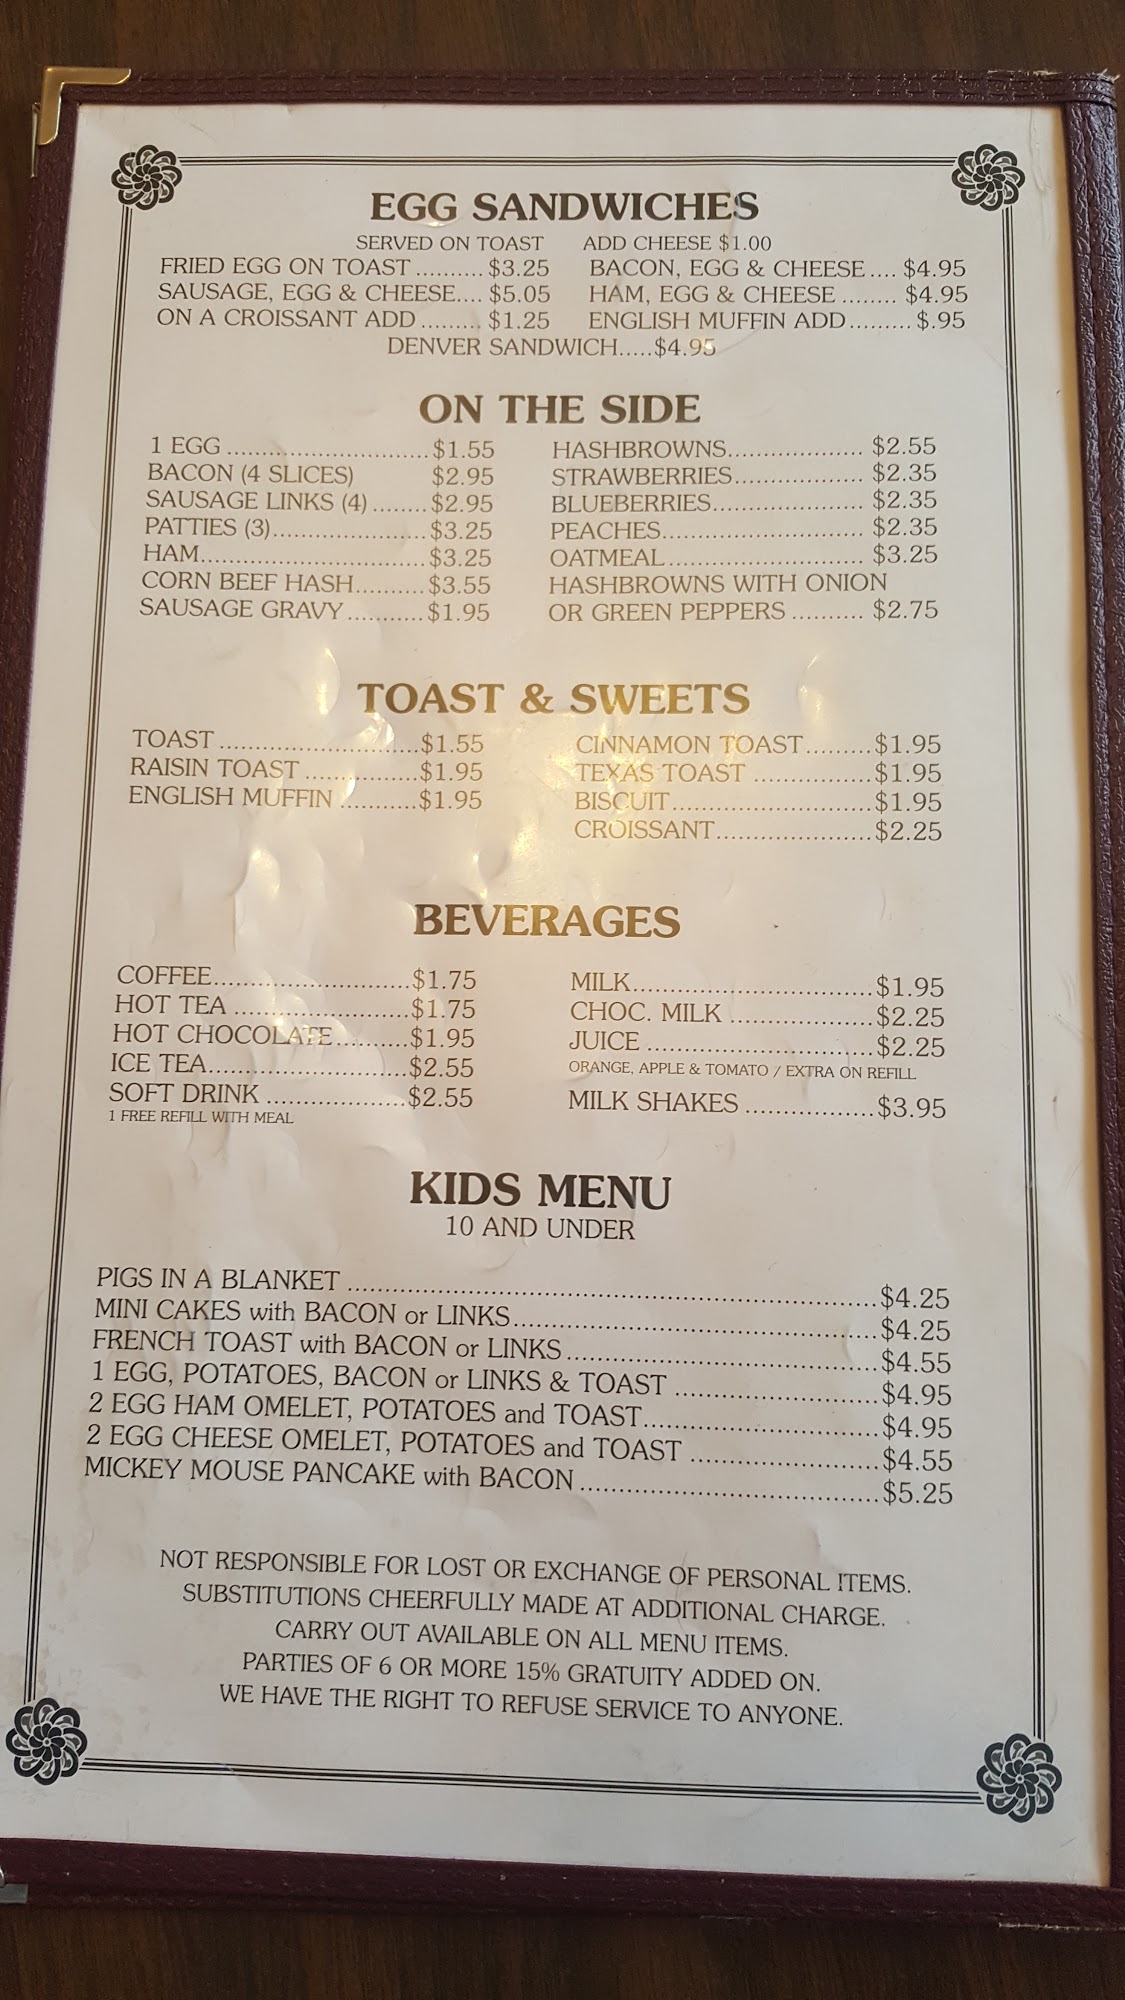 EGG SANDWICHES
SERVED ON TOAST ADD CHEESE $1.00
FRIED EGG ON TOAST .......... $3.25 BACON, EGG & CHEESE .... $4.95
SAUSAGE, EGG & CHEESE.... $5.05 HAM, EGG & CHEESE ........ $4.95
ON A CROISSANT ADD ......... $1.25 ENGLISH MUFFIN ADD ......... $.95
DENVER SANDWICH.....$4.95
ON THE SIDE
1 EGG ............................. $1.55 HASHBROWNS................... $2.55
BACON (4 SLICES) $2.95 STRAWBERRIES.................. $2.35
SAUSAGE LINKS (4) ........ $2.95 BLUEBERRIES...................... $2.35
PATTIES (3)...................... $3.25 PEACHES............................. $2.35
HAM................................ $3.25 OATMEAL............................ $3.25
CORN BEEF HASH.......... $3.55 HASHBROWNS WITH ONION
SAUSAGE GRAVY ........... $1.95 OR GREEN PEPPERS .......... $2.75
TOAST & SWEETS
TOAST .............................$1.55 CINNAMON TOAST.........$1.95
RAISIN TOAST ................$1.95 TEXAS TOAST .................$1.95
ENGLISH MUFFIN ...........$1.95 BISCUIT.............................$1.95
CROISSANT......................$2.25
BEVERAGES
COFFEE............................$1.75 MILK..................................$1.95
HOT TEA .........................$1.75 CHOC. MILK ....................$2.25
HOT CHOCOLATE..........$1.95 JUICE ................................$2.25
ICE TEA............................$2.55 ORANGE, APPLE & TOMATO / EXTRA ON REFILL
SOFT DRINK ....................$2.55 MILK SHAKES ..................$3.95
1 FREE REFILL WITH MEAL
KIDS MENU
10 AND UNDER
PIGS IN A BLANKET ............................................................................$4.25
MINI CAKES with BACON or LINKS....................................................$4.25
FRENCH TOAST with BACON or LINKS .............................................$4.55
1 EGG, POTATOES, BACON or LINKS & TOAST .............................$4.95
2 EGG HAM OMELET, POTATOES and TOAST..................................$4.95
2 EGG CHEESE OMELET, POTATOES and TOAST ...........................$4.55
MICKEY MOUSE PANCAKE with BACON ..........................................$5.25
NOT RESPONSIBLE FOR LOST OR EXCHANGE OF PERSONAL ITEMS.
SUBSTITUTIONS CHEERFULLY MADE AT ADDITIONAL CHARGE.
CARRY OUT AVAILABLE ON ALL MENU ITEMS.
PARTIES OF 6 OR MORE 15% GRATUITY ADDED ON.
WE HAVE THE RIGHT TO REFUSE SERVICE TO ANYONE.